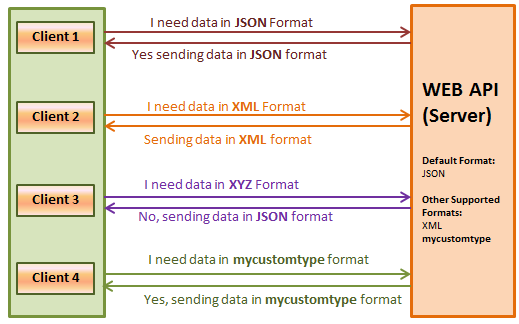 Client 1
I need data in JSON Format
Yes sending data in JSON format
Client 2
I need data in XML Format
Sending data in XML format
Client 3
I need data in XYZ Format
No, sending data in JSON format
Client 4
I need data in mycustomtype format
Yes, sending data in mycustomtype format
WEB API
(Server)
Default Format:
JSON
Other Supported
Formats:
XML
mycustomtype